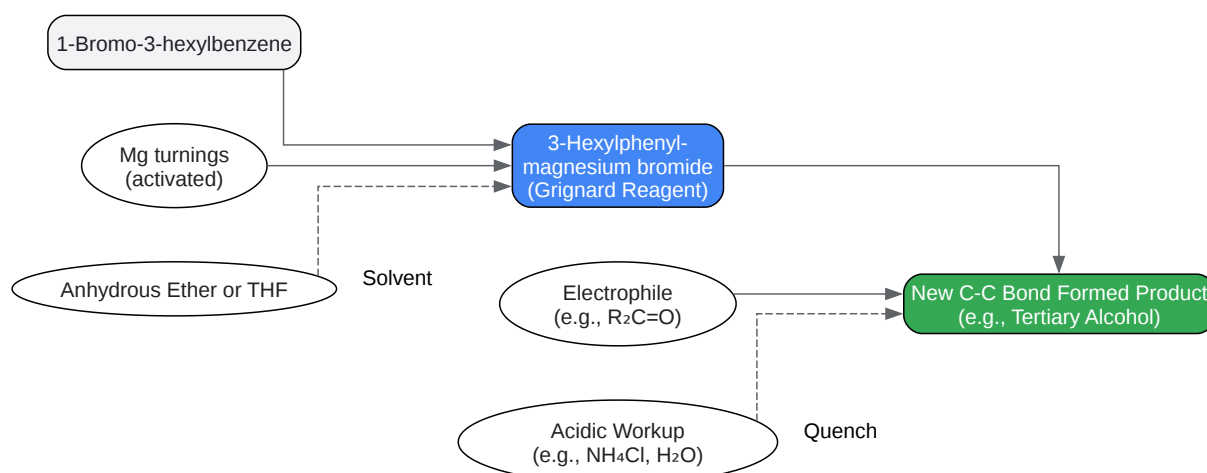 1-Bromo-3-hexylbenzene
Mg turnings
(activated)
3-Hexylphenyl-
magnesium bromide
(Grignard Reagent)
Anhydrous Ether or THF
Solvent
Electrophile
(e.g., R₂C=O)
New C-C Bond Formed Product
(e.g., Tertiary Alcohol)
Acidic Workup
(e.g., NH₄Cl, H₂O)
Quench